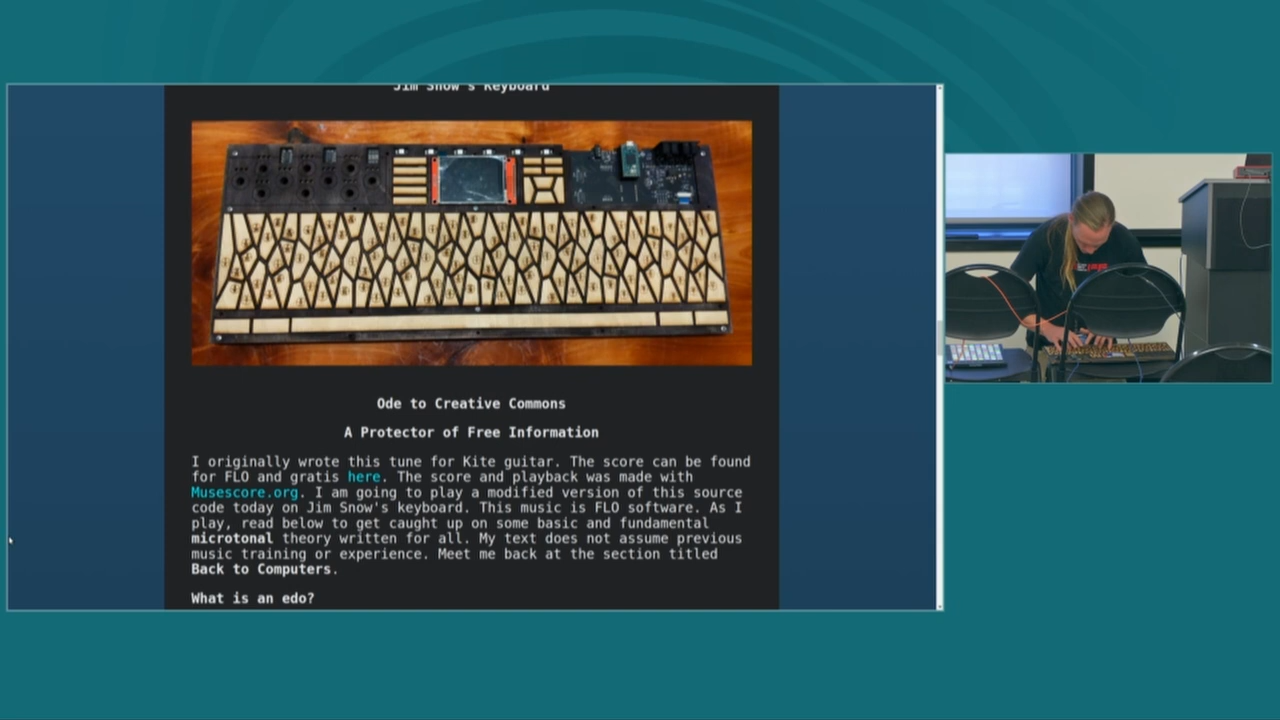 Jim Snow's Keyboard
Ode to Creative Commons
A Protector of Free Information
I originally wrote this tune for Kite guitar. The score can be found
for FLO and gratis here. The score and playback was made with
Musescore.org. I am going to play a modified version of this source
code today on Jim Snow's keyboard. This music is FLO software. As I
play, read below to get caught up on some basic and fundamental
microtonal theory written for all. My text does not assume previous
music training or experience. Meet me back at the section titled
Back to Computers.
What is an edo?